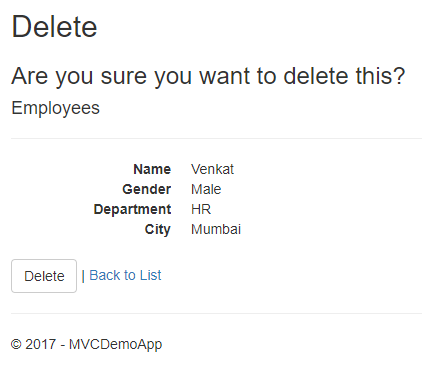 Delete
Are you sure you want to delete this?
Employees
Name Venkat
Gender Male
Department HR
City Mumbai
Delete | Back to List
© 2017 - MVCDemoApp